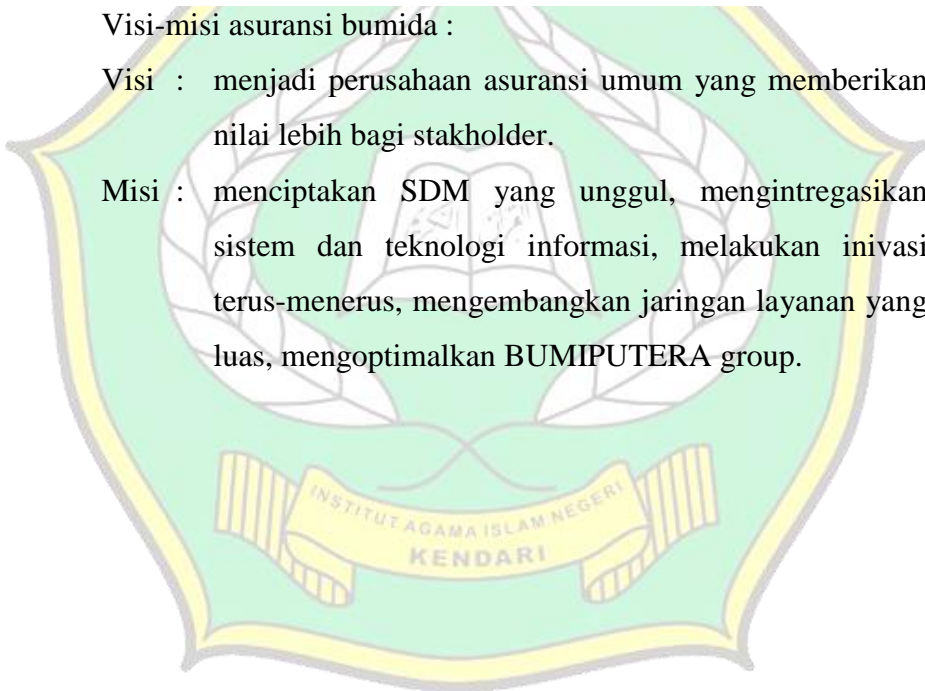 Visi-misi asuransi bumida :
Visi : menjadi perusahaan asuransi umum yang memberikan
nilai lebih bagi stakholder.
Misi : menciptakan SDM yang unggul, mengintregasikan
sistem dan teknologi informasi, melakukan inivasi
terus-menerus, mengembangkan jaringan layanan yang
luas, mengoptimalkan BUMIPUTERA group.
INSTITUT AGAMA ISLAM NEGERI
KENDARI